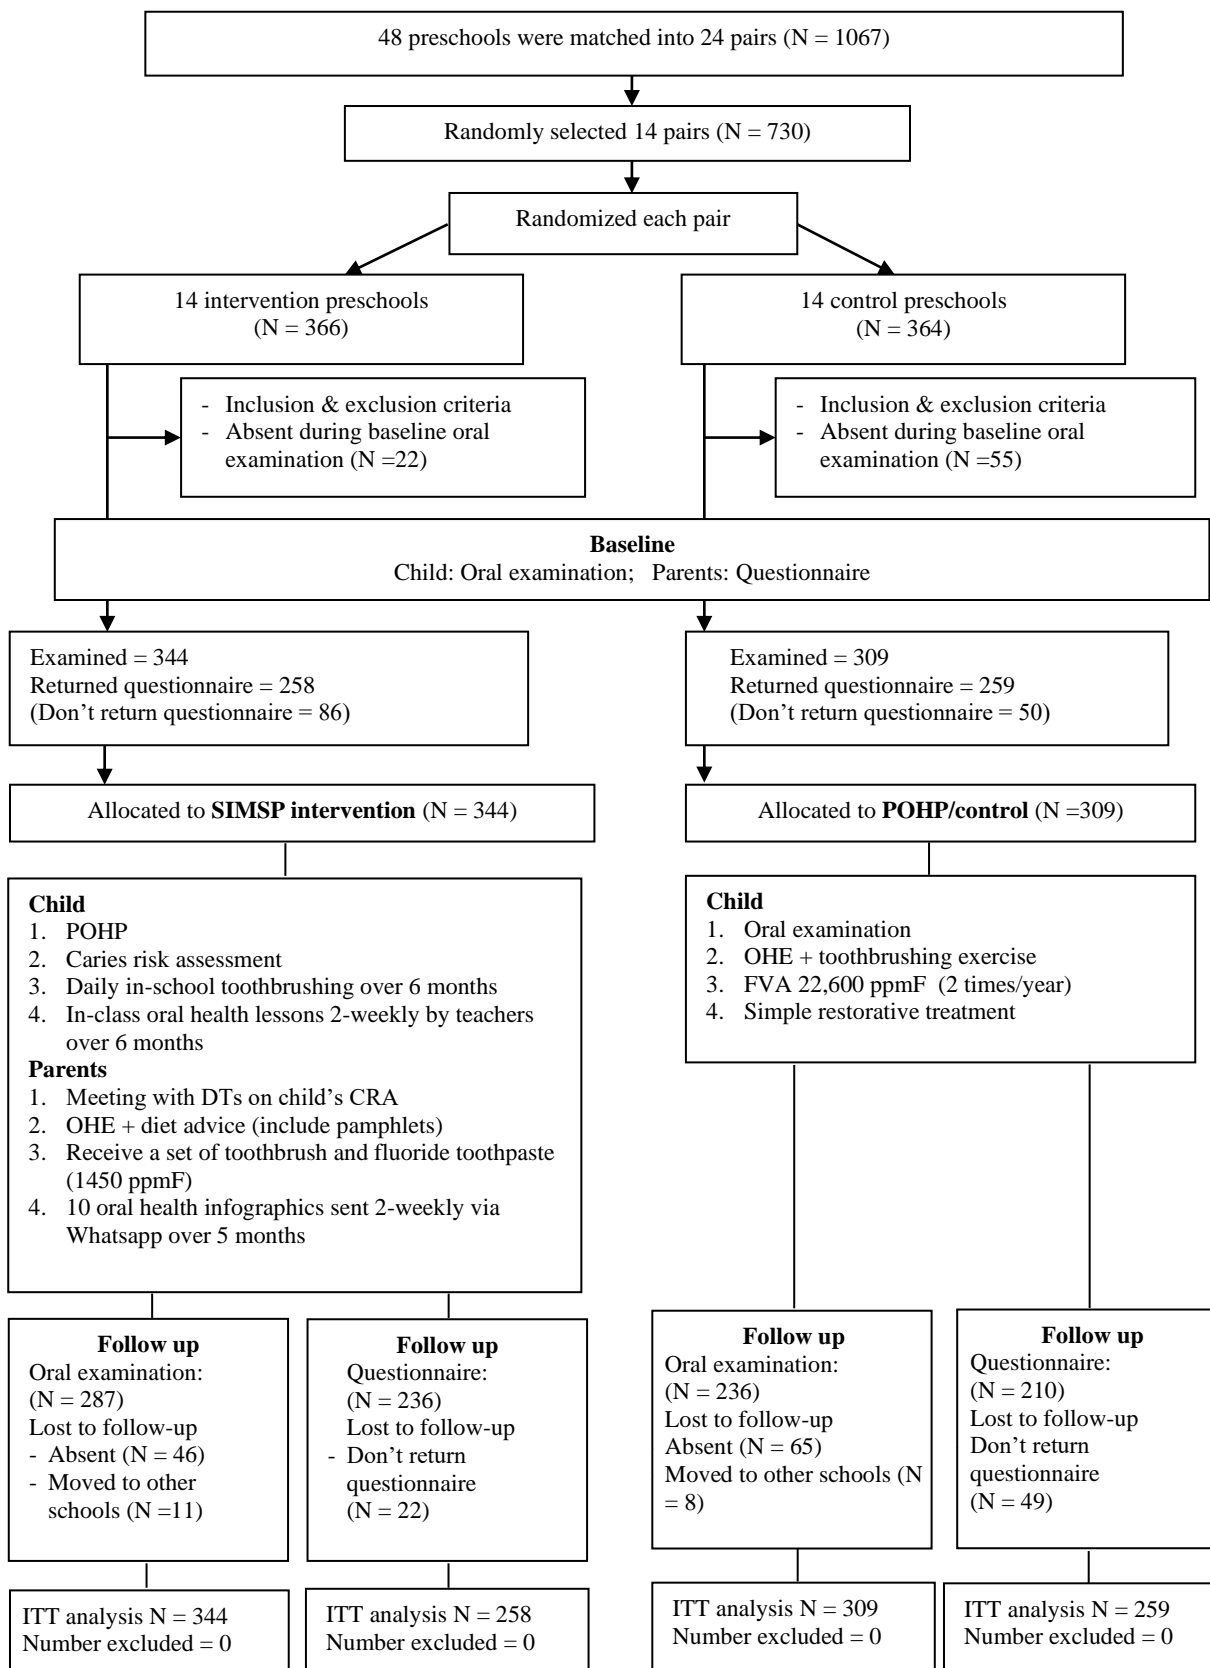 48 preschools were matched into 24 pairs (N = 1067)
Randomly selected 14 pairs (N = 730)
Randomized each pair
14 intervention preschools
(N = 366)
14 control preschools
(N = 364)
- Inclusion & exclusion criteria
- Absent during baseline oral
examination (N =22)
- Inclusion & exclusion criteria
- Absent during baseline oral
examination (N =55)
Baseline
Child: Oral examination; Parents: Questionnaire
Examined = 344
Returned questionnaire = 258
(Don’t return questionnaire = 86)
Examined = 309
Returned questionnaire = 259
(Don’t return questionnaire = 50)
Allocated to SIMSP intervention (N = 344)
Allocated to POHP/control (N =309)
Child
1. POHP
2. Caries risk assessment
3. Daily in-school toothbrushing over 6 months
4. In-class oral health lessons 2-weekly by teachers
over 6 months
Parents
1. Meeting with DTs on child’s CRA
2. OHE + diet advice (include pamphlets)
3. Receive a set of toothbrush and fluoride toothpaste
(1450 ppmF)
4. 10 oral health infographics sent 2-weekly via
Whatsapp over 5 months
Child
1. Oral examination
2. OHE + toothbrushing exercise
3. FVA 22,600 ppmF (2 times/year)
4. Simple restorative treatment
Follow up
Oral examination:
(N = 287)
Lost to follow-up
- Absent (N = 46)
- Moved to other
schools (N =11)
Follow up
Questionnaire:
(N = 236)
Lost to follow-up
- Don’t return
questionnaire
(N = 22)
Follow up
Oral examination:
(N = 236)
Lost to follow-up
Absent (N = 65)
Moved to other schools (N
= 8)
Follow up
Questionnaire:
(N = 210)
Lost to follow-up
Don’t return
questionnaire
(N = 49)
ITT analysis N = 344
Number excluded = 0
ITT analysis N = 258
Number excluded = 0
ITT analysis N = 309
Number excluded = 0
ITT analysis N = 259
Number excluded = 0